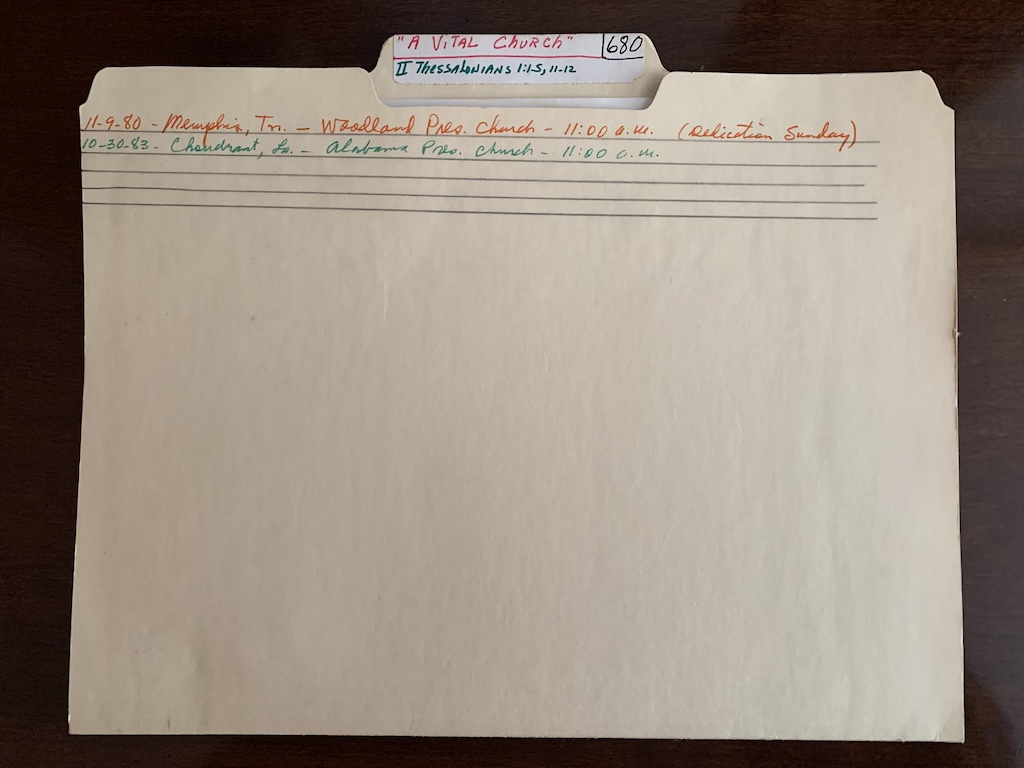 "A VITAL CHURCH" 680
II THESSALONIANS 1:1-5, 11-12
11-9-80 - Memphis, Tn. - Woodland Pres. Church - 11:00 a.m. (Dedication Sunday)
10-30-83 - Choudrant, La. - Alabama Pres. Church - 11:00 a.m.